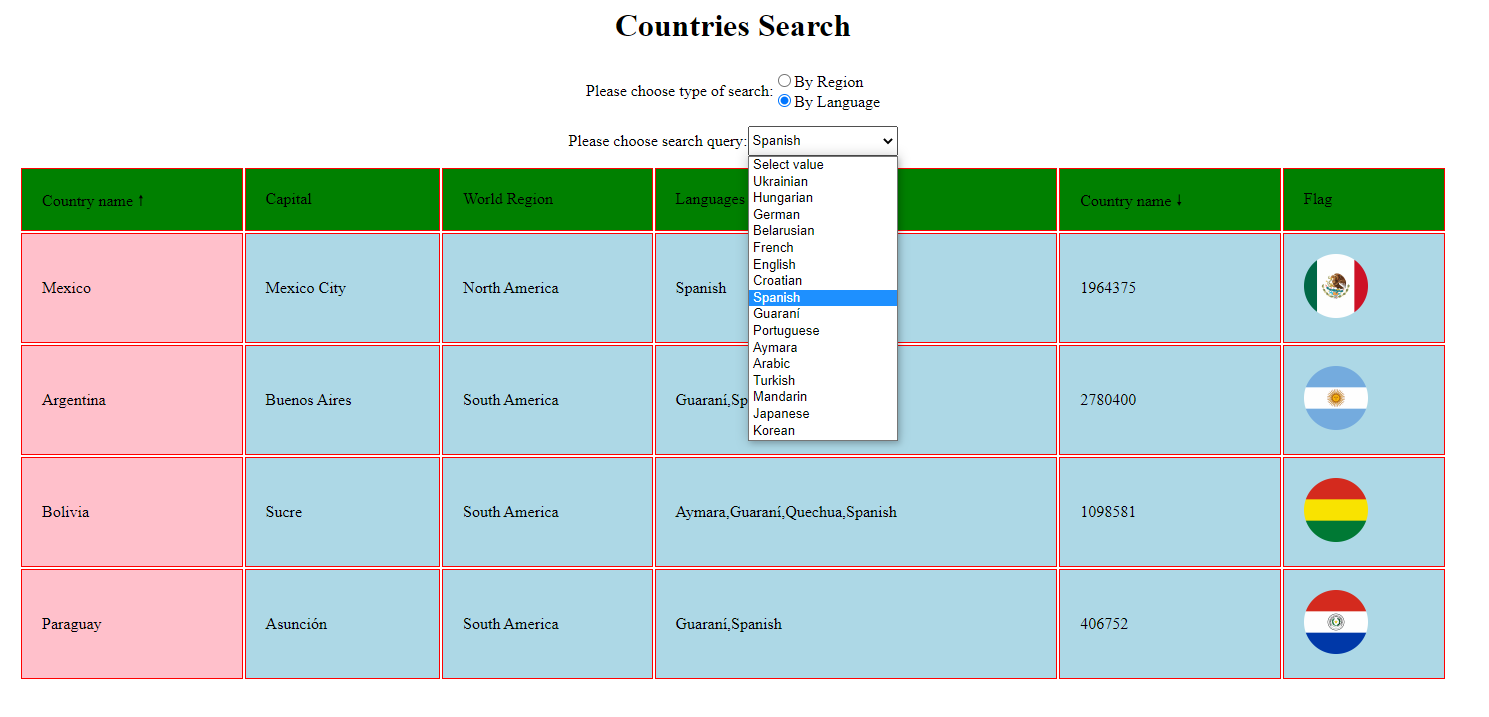 Countries Search
Please choose type of search:
By Region
By Language
Please choose search query: Spanish
Select value
Ukrainian
Hungarian
German
Belarusian
French
English
Croatian
Spanish
Guaraní
Portuguese
Aymara
Arabic
Turkish
Mandarin
Japanese
Korean
Country name ↑ Capital World Region Languages Country name ↓ Flag
Mexico Mexico City North America Spanish 1964375
Argentina Buenos Aires South America Guaraní,Sp 2780400
Bolivia Sucre South America Aymara,Guaraní,Quechua,Spanish 1098581
Paraguay Asunción South America Guaraní,Spanish 406752